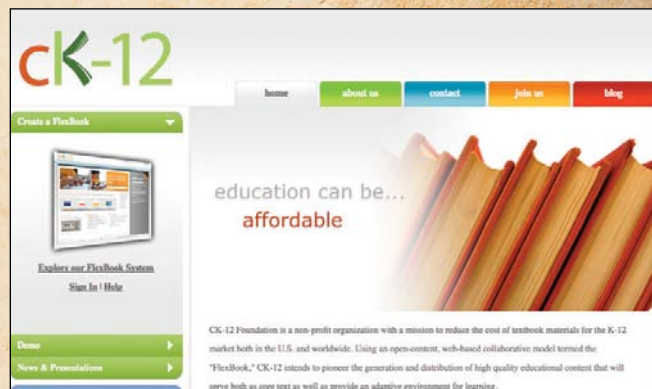 cK-12
home about us contact join us blog
Create a FlexBook
education can be...
affordable
Explore our FlexBook System
Sign In | Help
Demo
News & Presentations
CK-12 Foundation is a non-profit organization with a mission to reduce the cost of textbook materials for the K-12
market both in the U.S. and worldwide. Using an open-content, web-based collaborative model termed the
"FlexBook," CK-12 intends to pioneer the generation and distribution of high quality educational content that will
serve both as core text as well as provide an adaptive environment for learning.